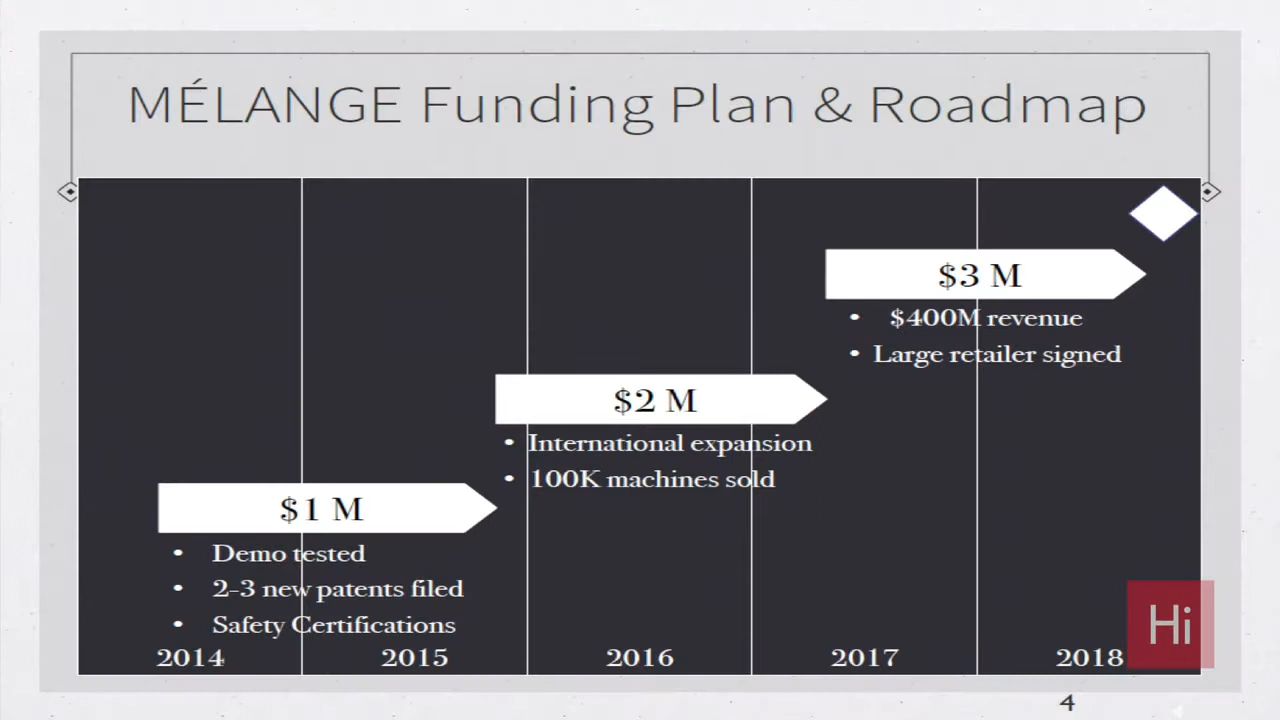 MÉLANGE Funding Plan & Roadmap
$3 M
• $400M revenue
• Large retailer signed
$2 M
• International expansion
• 100K machines sold
$1 M
• Demo tested
• 2-3 new patents filed
• Safety Certifications
2014 2015 2016 2017 2018
Hi
4